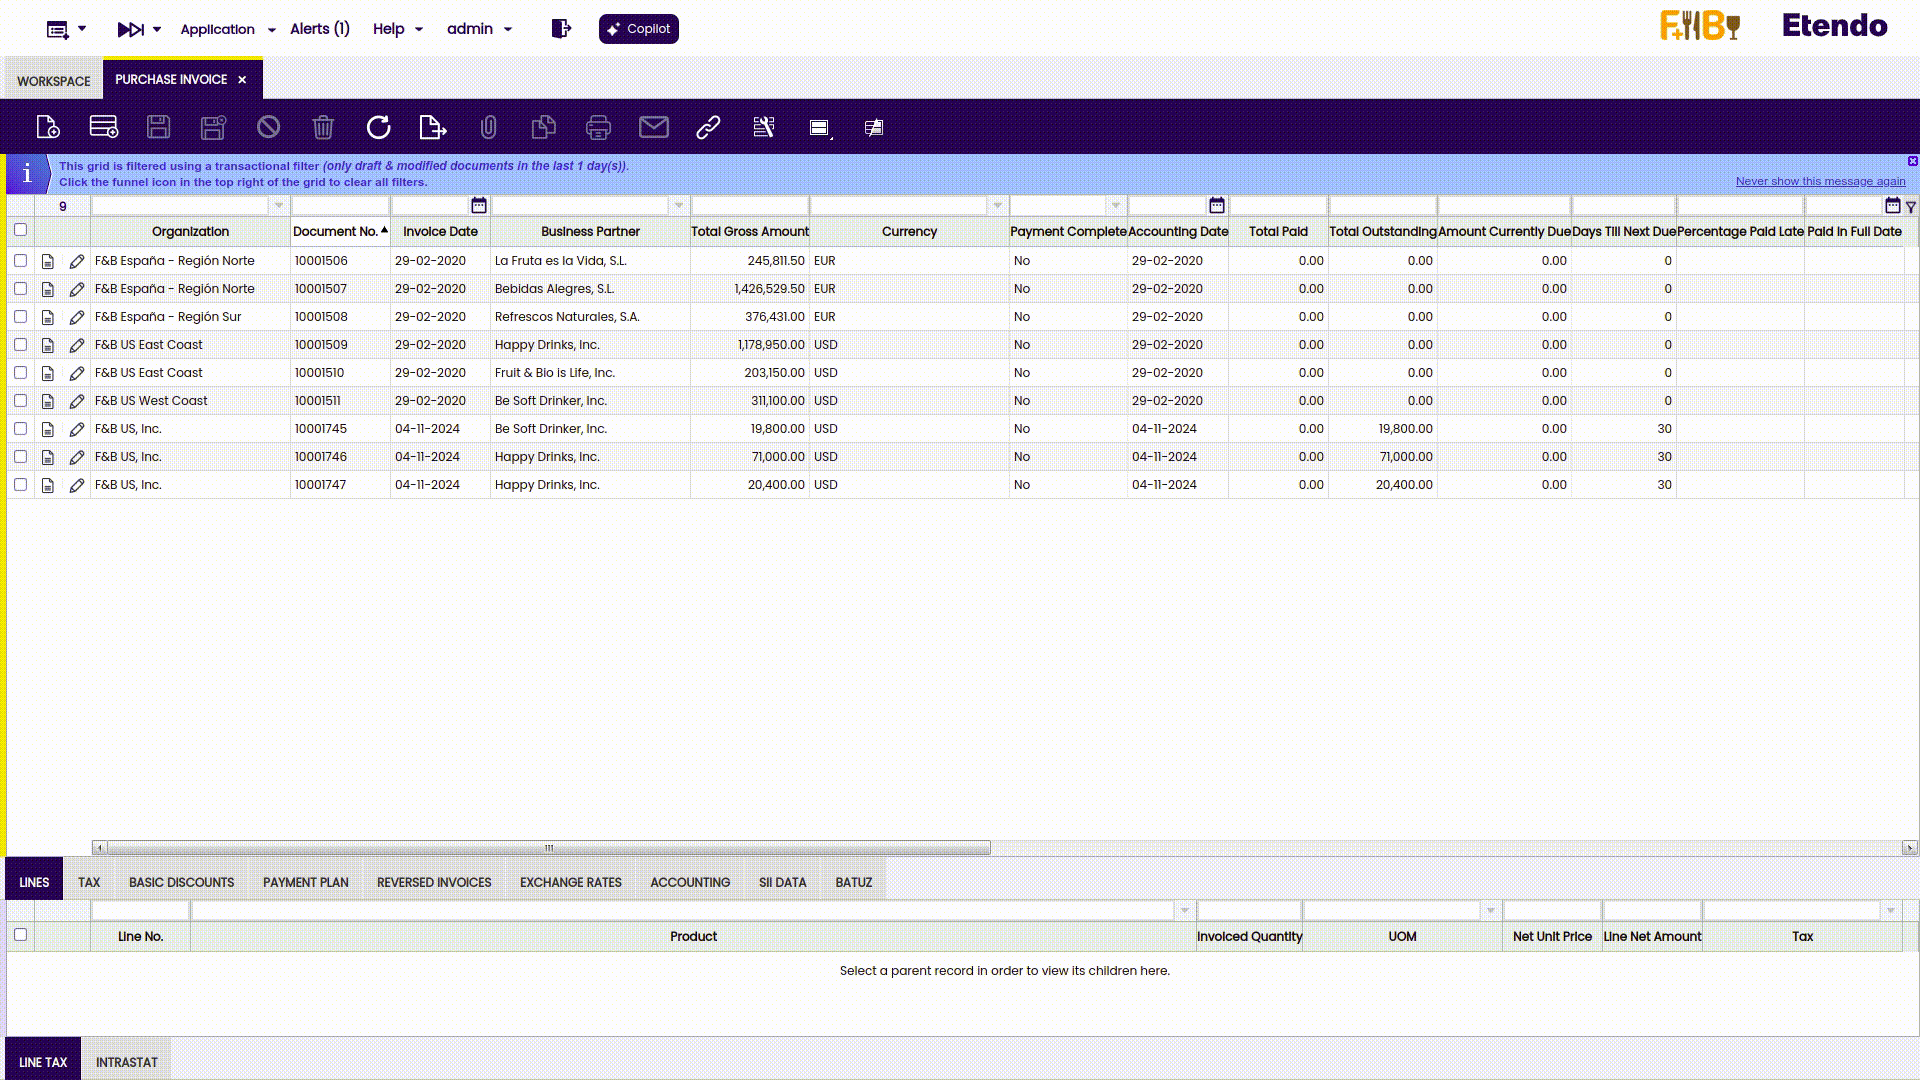 Application Alerts (1) Help admin Copilot F+B Etendo
WORKSPACE PURCHASE INVOICE
This grid is filtered using a transactional filter (only draft & modified documents in the last 1 day(s)).
Click the funnel icon in the top right of the grid to clear all filters. Never show this message again
9
Organization Document No. Invoice Date Business Partner Total Gross Amount Currency Payment Complete Accounting Date Total Paid Total Outstanding Amount Currently Due Days Till Next Due Percentage Paid Late Paid In Full Date
F&B España - Región Norte 10001506 29-02-2020 La Fruta es la Vida, S.L. 245,811.50 EUR No 29-02-2020 0.00 0.00 0.00 0
F&B España - Región Norte 10001507 29-02-2020 Bebidas Alegres, S.L. 1,426,529.50 EUR No 29-02-2020 0.00 0.00 0.00 0
F&B España - Región Sur 10001508 29-02-2020 Refrescos Naturales, S.A. 376,431.00 EUR No 29-02-2020 0.00 0.00 0.00 0
F&B US East Coast 10001509 29-02-2020 Happy Drinks, Inc. 1,178,950.00 USD No 29-02-2020 0.00 0.00 0.00 0
F&B US East Coast 10001510 29-02-2020 Fruit & Bio is Life, Inc. 203,150.00 USD No 29-02-2020 0.00 0.00 0.00 0
F&B US West Coast 10001511 29-02-2020 Be Soft Drinker, Inc. 311,100.00 USD No 29-02-2020 0.00 0.00 0.00 0
F&B US, Inc. 10001745 04-11-2024 Be Soft Drinker, Inc. 19,800.00 USD No 04-11-2024 0.00 19,800.00 0.00 30
F&B US, Inc. 10001746 04-11-2024 Happy Drinks, Inc. 71,000.00 USD No 04-11-2024 0.00 71,000.00 0.00 30
F&B US, Inc. 10001747 04-11-2024 Happy Drinks, Inc. 20,400.00 USD No 04-11-2024 0.00 20,400.00 0.00 30
LINES TAX BASIC DISCOUNTS PAYMENT PLAN REVERSED INVOICES EXCHANGE RATES ACCOUNTING SII DATA BATUZ
Line No. Product Invoiced Quantity UOM Net Unit Price Line Net Amount Tax
Select a parent record in order to view its children here.
LINE TAX INTRASTAT